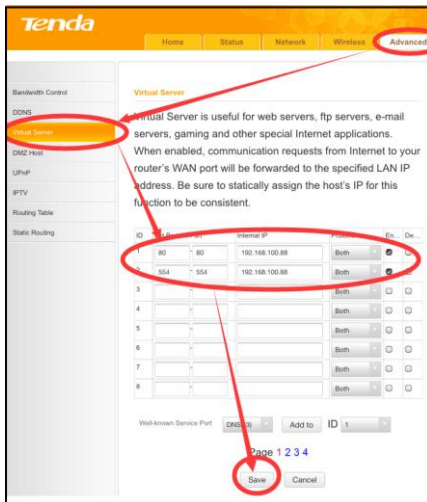 Tenda
Home Status Network Wireless Advanced
Bandwidth Control
DDNS
Virtual Server
DMZ Host
UPnP
IPTV
Routing Table
Static Routing
Virtual Server
Virtual Server is useful for web servers, ftp servers, e-mail
servers, gaming and other special Internet applications.
When enabled, communication requests from Internet to your
router's WAN port will be forwarded to the specified LAN IP
address. Be sure to statically assign the host's IP for this
function to be consistent.
ID Internal IP En... De...
1 80 - 80 192.168.100.88 Both
2 554 - 554 192.168.100.88 Both
3 - Both
4 - Both
5 - Both
6 - Both
7 - Both
8 - Both
Well-known Service Port Add to ID 1
Page 1 2 3 4
Save Cancel